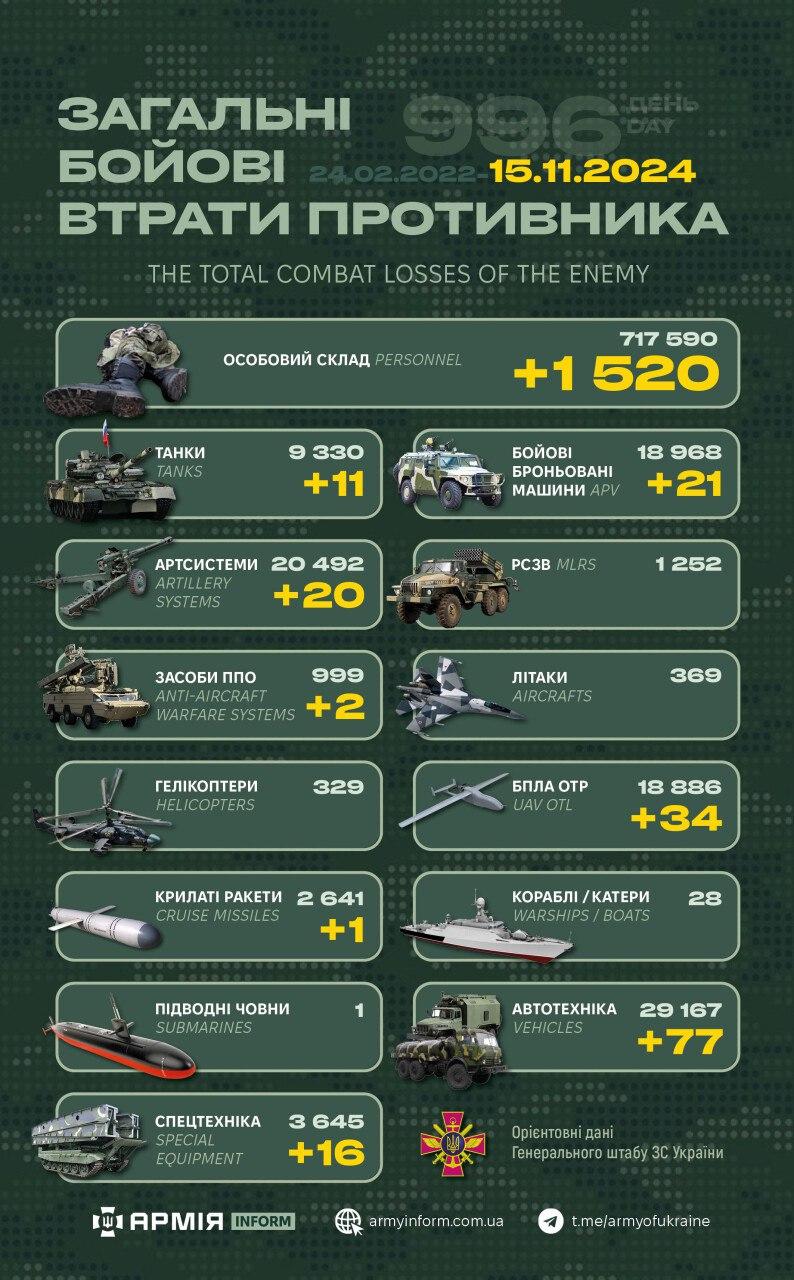 ЗАГАЛЬНІ
996 ДЕНЬ
DAY
БОЙОВІ
24.02.2022-15.11.2024
ВТРАТИ ПРОТИВНИКА
THE TOTAL COMBAT LOSSES OF THE ENEMY
717 590
ОСОБОВИЙ СКЛАД PERSONNEL
+1 520
ТАНКИ 9 330
TANKS
+11
БОЙОВІ 18 968
БРОНЬОВАНІ
МАШИНИ APV +21
АРТСИСТЕМИ 20 492
ARTILLERY
SYSTEMS +20
РСЗВ MLRS 1 252
ЗАСОБИ ППО 999
ANTI-AIRCRAFT
WARFARE SYSTEMS +2
ЛІТАКИ 369
AIRCRAFTS
ГЕЛІКОПТЕРИ 329
HELICOPTERS
БПЛА ОТР 18 886
UAV OTL
+34
КРИЛАТІ РАКЕТИ 2 641
CRUISE MISSILES
+1
КОРАБЛІ / КАТЕРИ 28
WARSHIPS / BOATS
ПІДВОДНІ ЧОВНИ 1
SUBMARINES
АВТОТЕХНІКА 29 167
VEHICLES
+77
СПЕЦТЕХНІКА 3 645
SPECIAL
EQUIPMENT +16
Орієнтовні дані
Генерального штабу ЗС України
АРМІЯ INFORM
armyinform.com.ua
t.me/armyofukraine